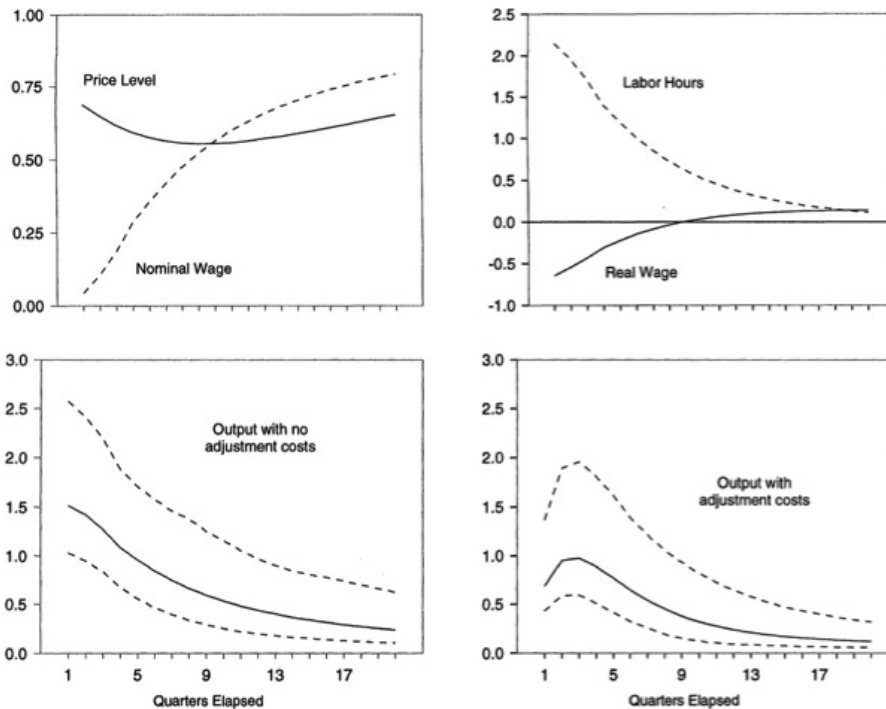 1.00
0.75
0.50
0.25
0.00
Price Level
Nominal Wage
2.5
2.0
1.5
1.0
0.5
0.0
-0.5
-1.0
Labor Hours
Real Wage
3.0
2.5
2.0
1.5
1.0
0.5
0.0
Output with no
adjustment costs
1 5 9 13 17
Quarters Elapsed
3.0
2.5
2.0
1.5
1.0
0.5
0.0
Output with
adjustment costs
1 5 9 13 17
Quarters Elapsed